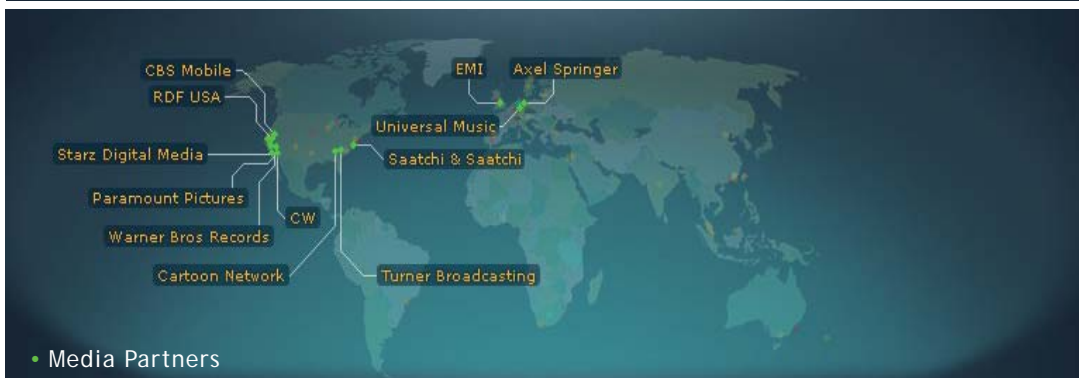 CBS Mobile
EMI
Axel Springer
RDF USA
Universal Music
Starz Digital Media
Saatchi & Saatchi
Paramount Pictures
CW
Warner Bros Records
Cartoon Network
Turner Broadcasting
• Media Partners